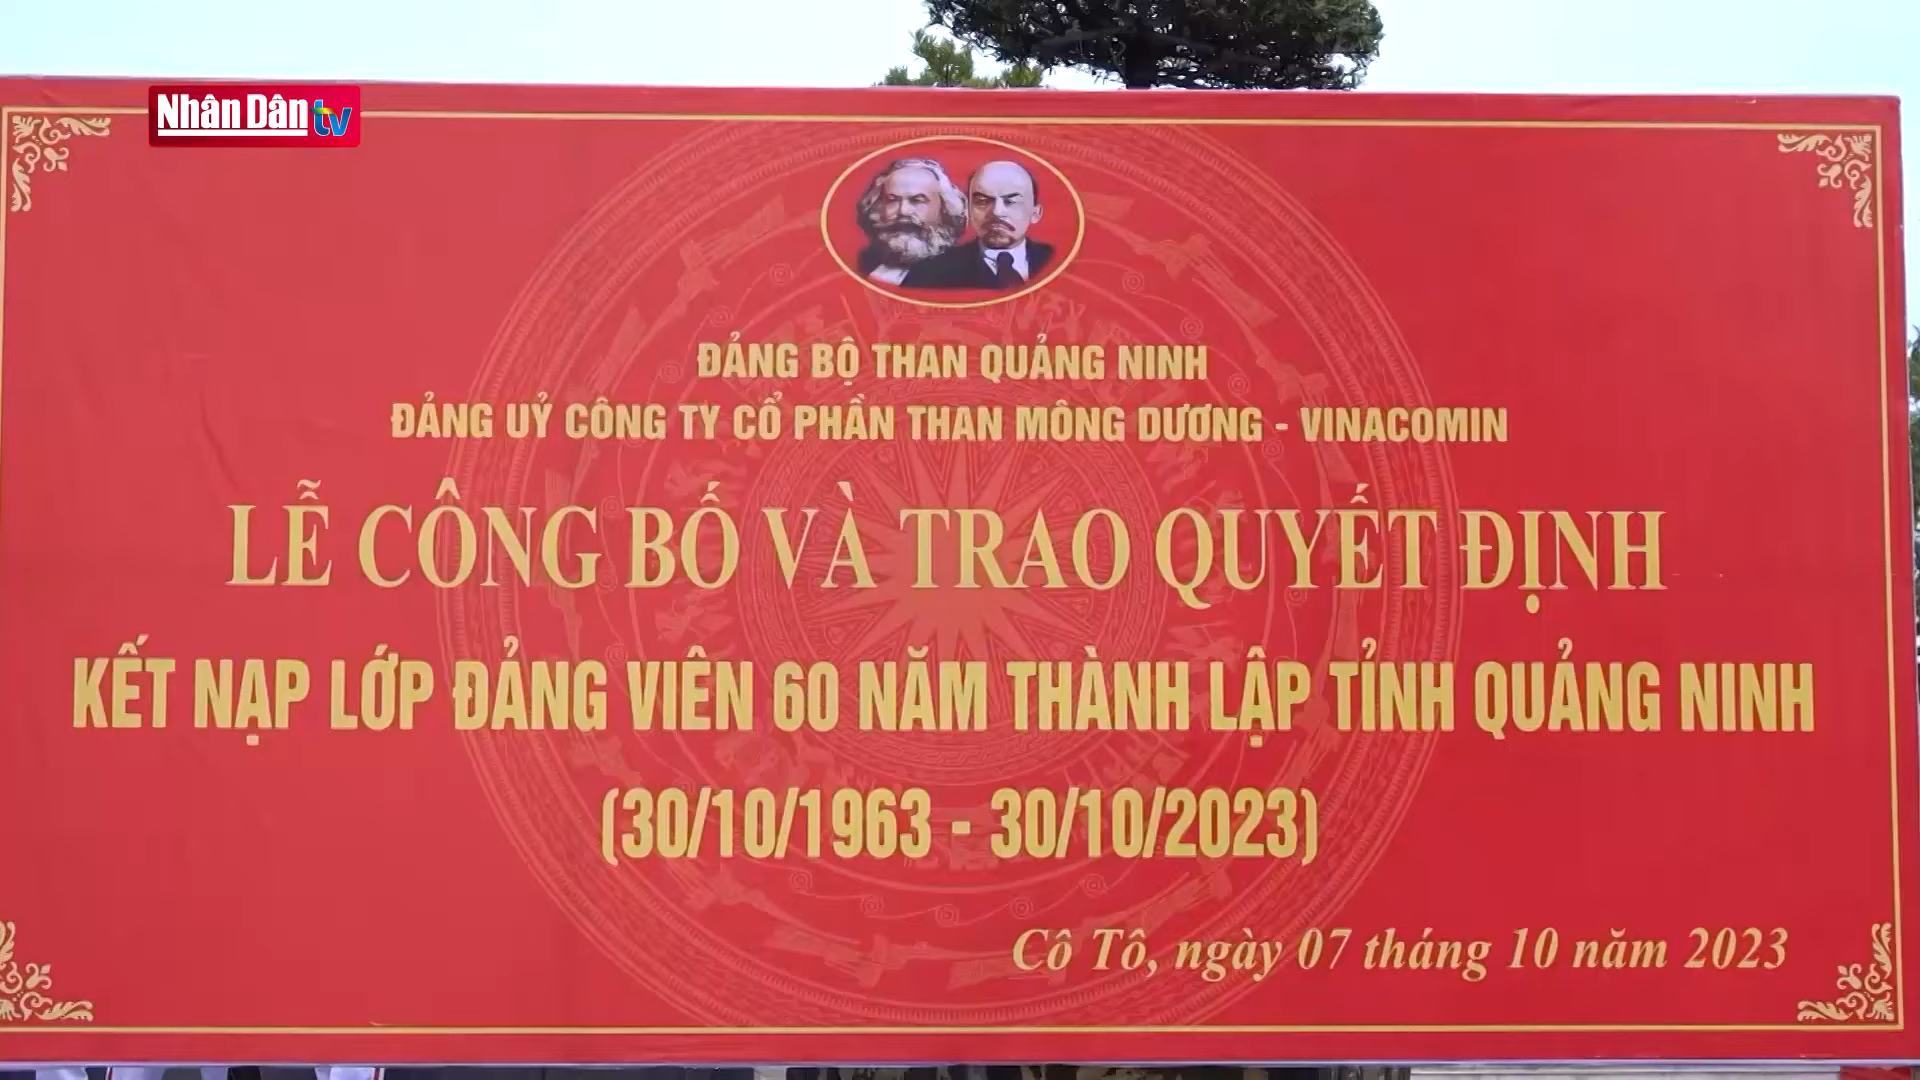 Nhân Dân tv
ĐẢNG BỘ THAN QUẢNG NINH
ĐẢNG UỶ CÔNG TY CỔ PHẦN THAN MÔNG DƯƠNG - VINACOMIN
LỄ CÔNG BỐ VÀ TRAO QUYẾT ĐỊNH
KẾT NẠP LỚP ĐẢNG VIÊN 60 NĂM THÀNH LẬP TỈNH QUẢNG NINH
(30/10/1963 - 30/10/2023)
Cô Tô, ngày 07 tháng 10 năm 2023